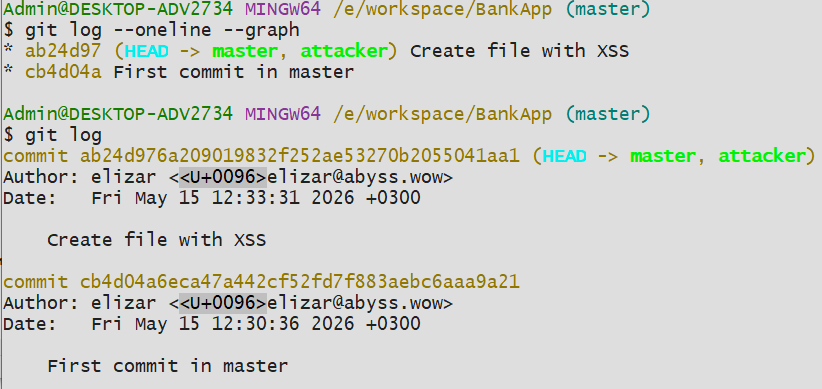 Admin@DESKTOP-ADV2734 MINGW64 /e/workspace/BankApp (master)
$ git log --oneline --graph
* ab24d97 (HEAD -> master, attacker) Create file with XSS
* cb4d04a First commit in master
Admin@DESKTOP-ADV2734 MINGW64 /e/workspace/BankApp (master)
$ git log
commit ab24d976a209019832f252ae53270b2055041aa1 (HEAD -> master, attacker)
Author: elizar <<U+0096>elizar@abyss.wow>
Date:   Fri May 15 12:33:31 2026 +0300
    Create file with XSS
commit cb4d04a6eca47a442cf52fd7f883aebc6aaa9a21
Author: elizar <<U+0096>elizar@abyss.wow>
Date:   Fri May 15 12:30:36 2026 +0300
    First commit in master